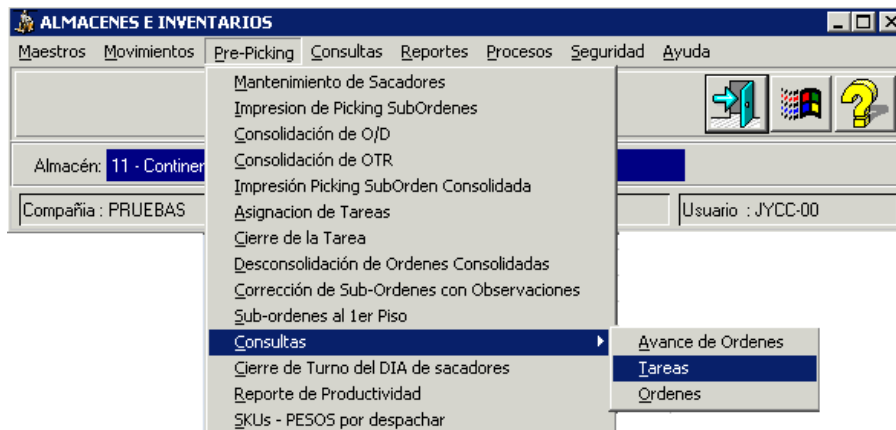 ALMACENES E INVENTARIOS
Maestros Movimientos Pre-Picking Consultas Reportes Procesos Seguridad Ayuda
Mantenimiento de Sacadores
Impresion de Picking SubOrdenes
Consolidación de O/D
Almacén: 11 - Continer
Consolidación de OTR
Impresión Picking SubOrden Consolidada
Compañia : PRUEBAS
Usuario : JYCC-00
Asignacion de Tareas
Cierre de la Tarea
Desconsolidación de Ordenes Consolidadas
Corrección de Sub-Ordenes con Observaciones
Sub-ordenes al 1er Piso
Consultas
Avance de Ordenes
Cierre de Turno del DIA de sacadores
Tareas
Reporte de Productividad
Ordenes
SKUs - PESOS por despachar